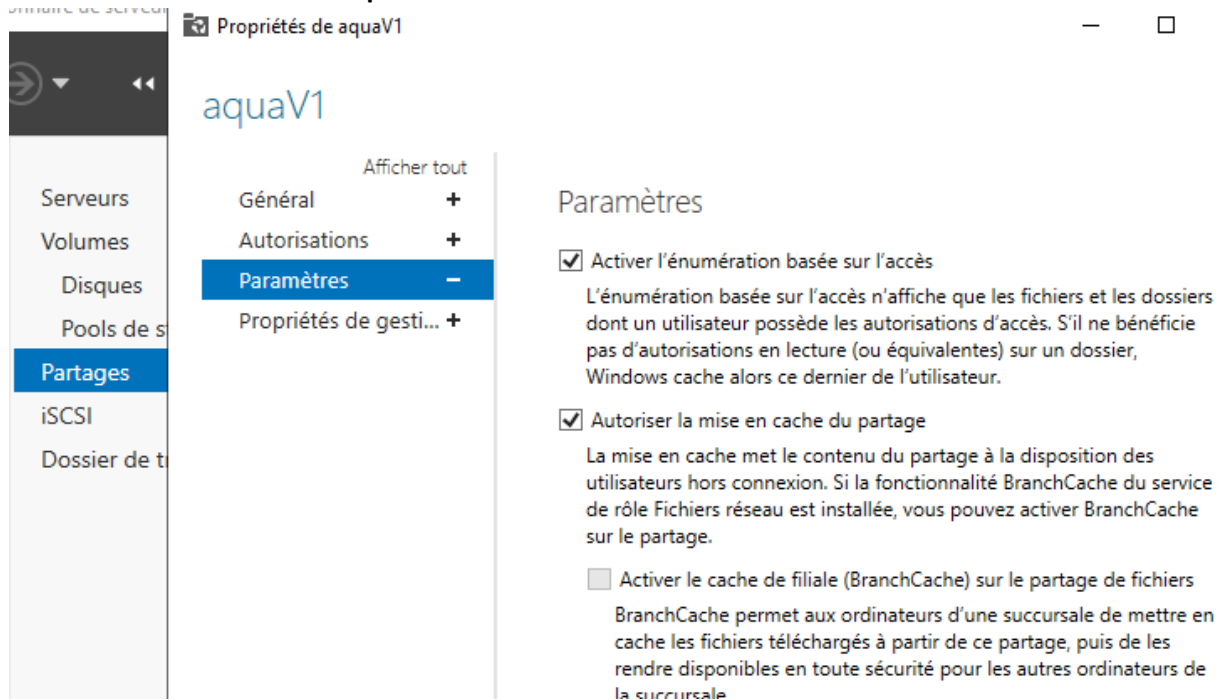 Propriétés de aquaV1
aquaV1
Afficher tout
Serveurs
Volumes
Disques
Pools de
Partages
iSCSI
Dossier de
Général
Autorisations
Paramètres
Propriétés de gesti...
Paramètres
Activer l'énumération basée sur l'accès
L'énumération basée sur l'accès n'affiche que les fichiers et les dossiers
dont un utilisateur possède les autorisations d'accès. S'il ne bénéficie
pas d'autorisations en lecture (ou équivalentes) sur un dossier,
Windows cache alors ce dernier de l'utilisateur.
Autoriser la mise en cache du partage
La mise en cache met le contenu du partage à la disposition des
utilisateurs hors connexion. Si la fonctionnalité BranchCache du service
de rôle Fichiers réseau est installée, vous pouvez activer BranchCache
sur le partage.
Activer le cache de filiale (BranchCache) sur le partage de fichiers
BranchCache permet aux ordinateurs d'une succursale de mettre en
cache les fichiers téléchargés à partir de ce partage, puis de les
rendre disponibles en toute sécurité pour les autres ordinateurs de
la succursale.